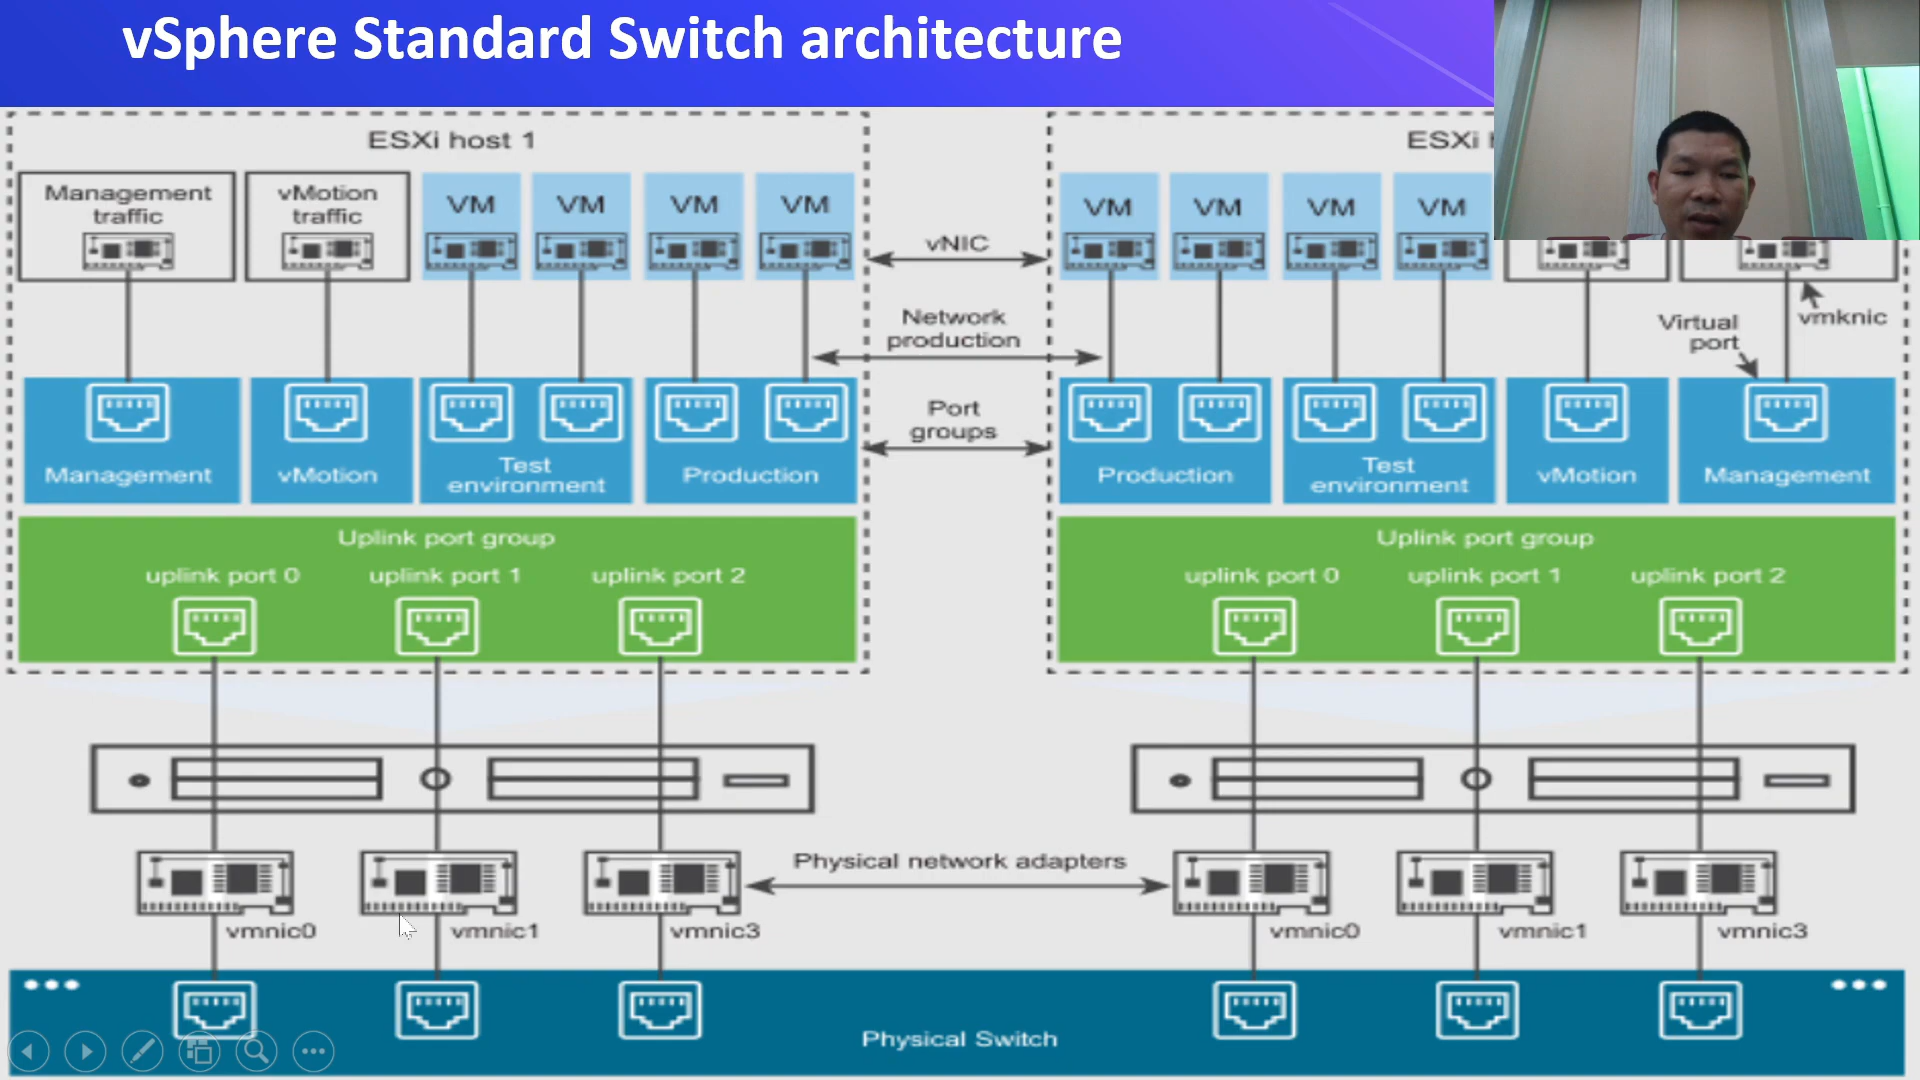 vSphere Standard Switch architecture
ESXi host 1
ESXi
Management
traffic
vMotion
traffic
VM
VM
VM
VM
vNIC
VM
VM
VM
VM
Network
production
Virtual
port
vmknic
Port
groups
Management
vMotion
Test
environment
Production
Production
Test
environment
vMotion
Management
Uplink port group
uplink port 0
uplink port 1
uplink port 2
Uplink port group
uplink port 0
uplink port 1
uplink port 2
Physical network adapters
vmnic0
vmnic1
vmnic3
vmnic0
vmnic1
vmnic3
Physical Switch